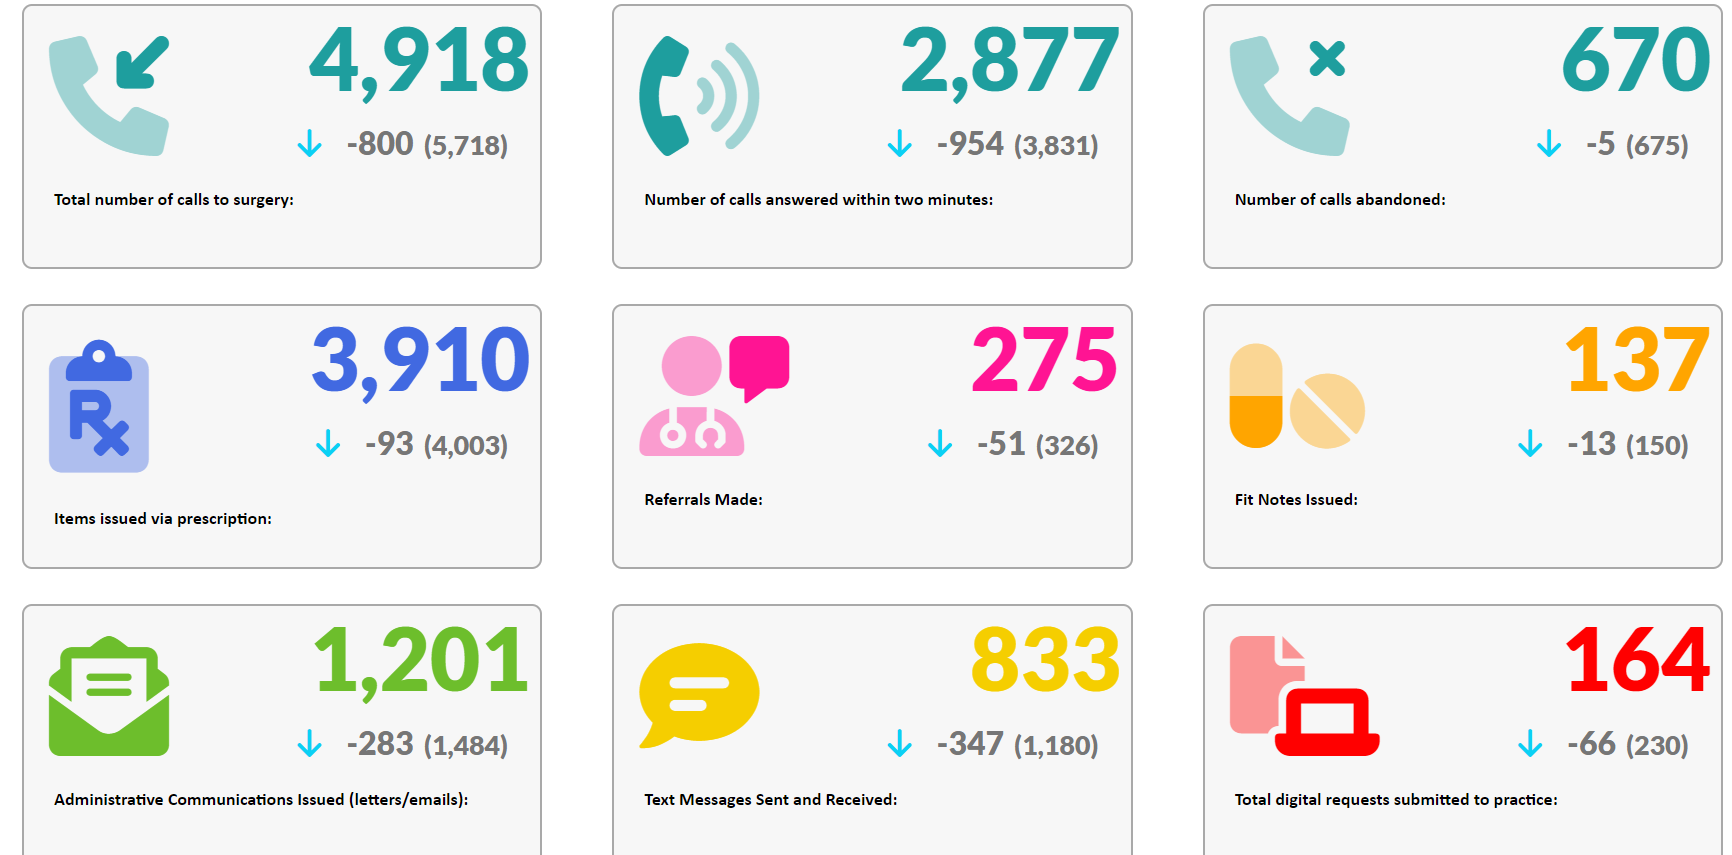 4,918
-800 (5,718)
Total number of calls to surgery:
2,877
-954 (3,831)
Number of calls answered within two minutes:
670
-5 (675)
Number of calls abandoned:
Rx
3,910
-93 (4,003)
Items issued via prescription:
275
-51 (326)
Referrals Made:
137
-13 (150)
Fit Notes Issued:
1,201
-283 (1,484)
Administrative Communications Issued (letters/emails):
833
-347 (1,180)
Text Messages Sent and Received:
164
-66 (230)
Total digital requests submitted to practice: